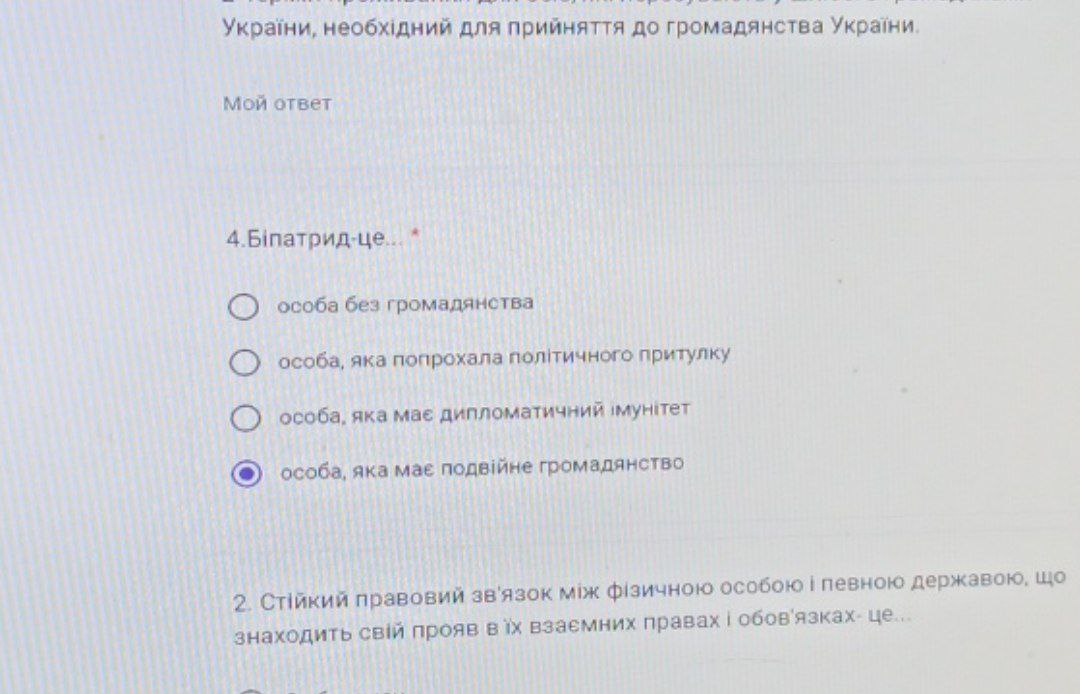 України, необхідний для прийняття до громадянства України.
Мой ответ
4.Біпатрид-це... *
особа без громадянства
особа, яка попрохала політичного притулку
особа, яка має дипломатичний імунітет
особа, яка має подвійне громадянство
2. Стійкий правовий зв'язок між фізичною особою і певною державою, що
знаходить свій прояв в їх взаємних правах і обов'язках- це...